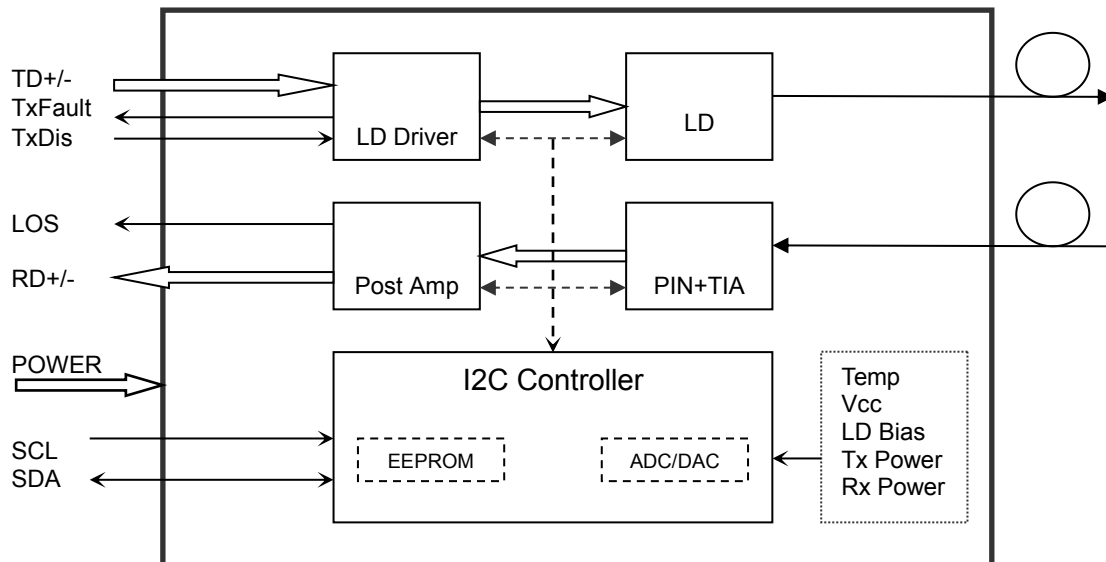 TD+/-
TxFault
TxDis
LD Driver
LD
LOS
RD+/-
Post Amp
PIN+TIA
POWER
I2C Controller
SCL
SDA
EEPROM
ADC/DAC
Temp
Vcc
LD Bias
Tx Power
Rx Power